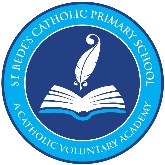 ST BEDE'S CATHOLIC PRIMARY SCHOOL
A CATHOLIC VOLUNTARY ACADEMY